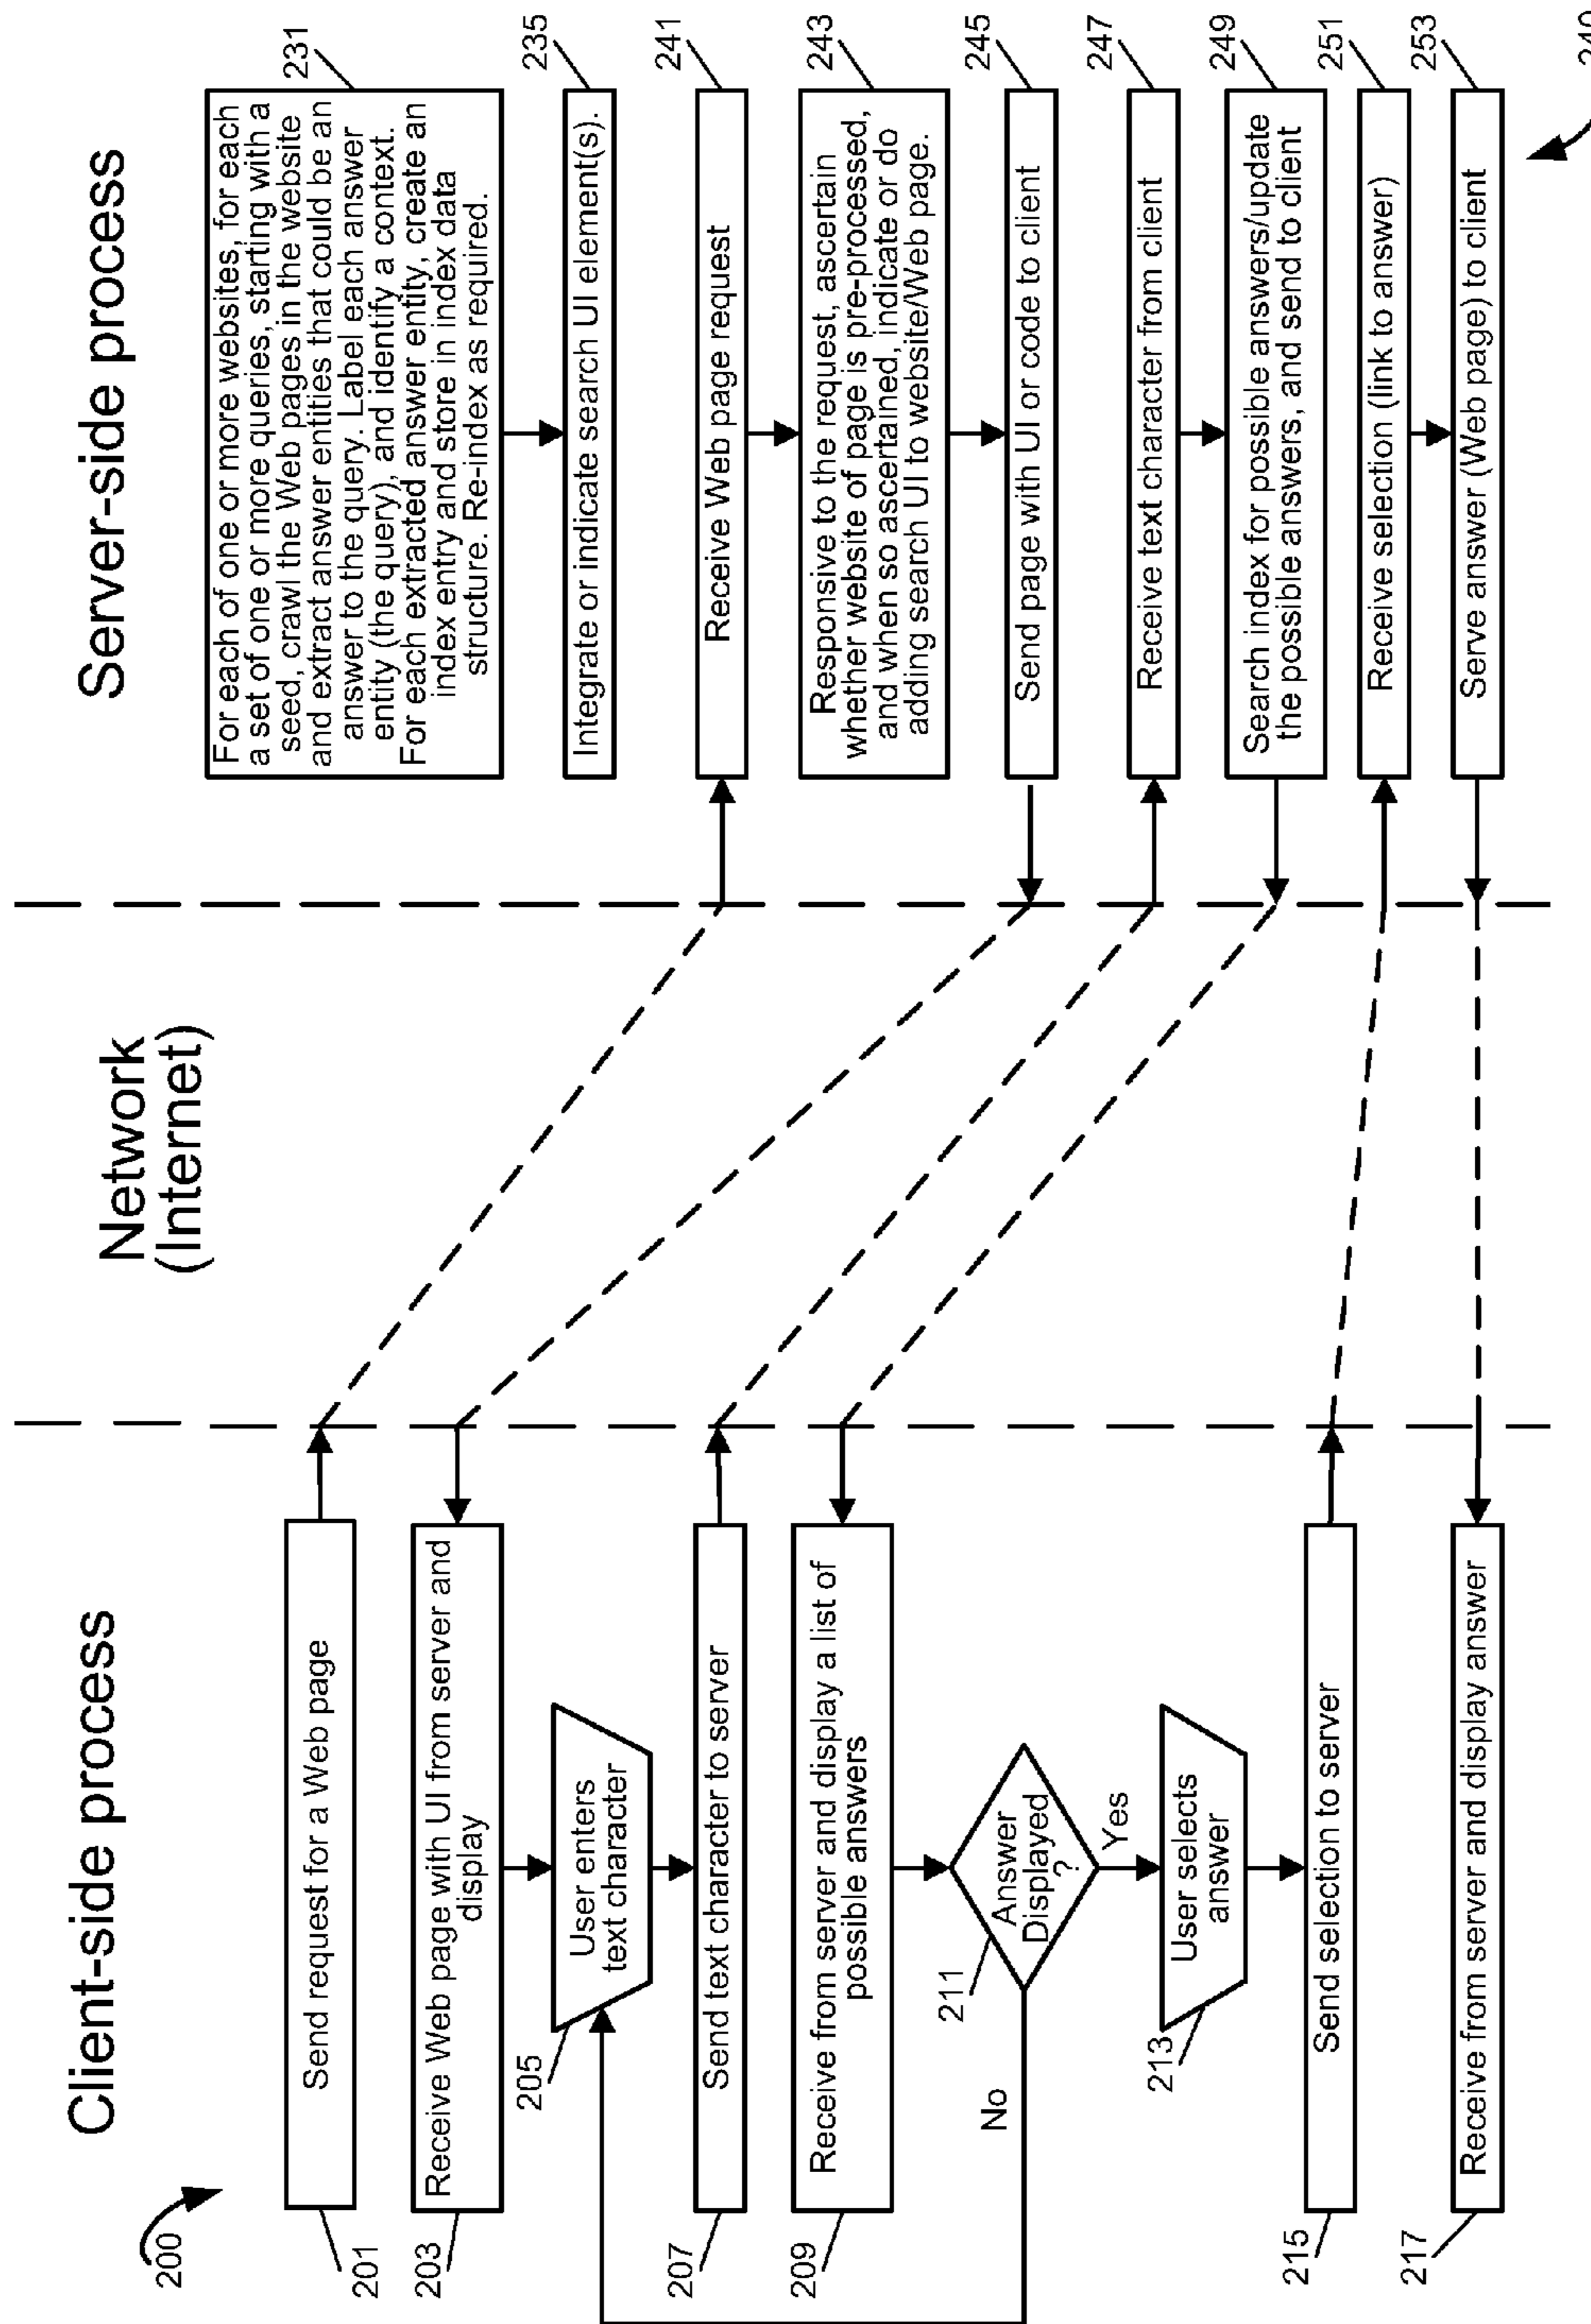 Client-side process
Network
(Internet)
Server-side process
200
Send request for a Web page
201
Receive Web page with UI from server and
display
203
User enters
text character
205
Send text character to server
207
Receive from server and display a list of
possible answers
209
Answer
Displayed
?
211
No
Yes
User selects
answer
213
Send selection to server
215
Receive from server and display answer
217
For each of one or more websites, for each
a set of one or more queries, starting with a
seed, crawl the Web pages in the website
and extract answer entities that could be an
answer to the query. Label each answer
entity (the query), and identify a context.
For each extracted answer entity, create an
index entry and store in index data
structure. Re-index as required.
231
Integrate or indicate search UI element(s).
235
Receive Web page request
241
Responsive to the request, ascertain
whether website of page is pre-processed,
and when so ascertained, indicate or do
adding search UI to website/Web page.
243
Send page with UI or code to client
245
Receive text character from client
247
Search index for possible answers/update
the possible answers, and send to client
249
Receive selection (link to answer)
251
Serve answer (Web page) to client
253